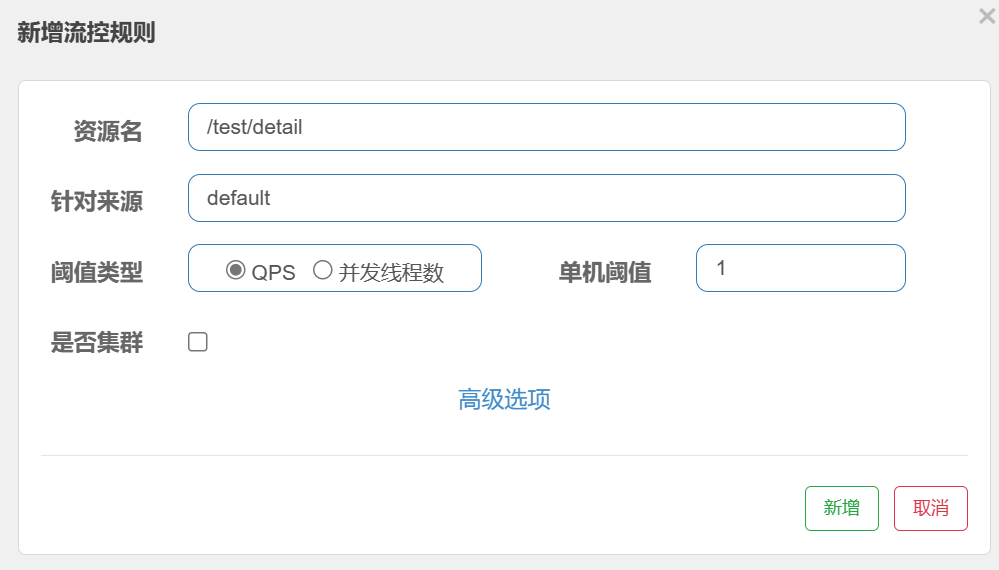 新增流控规则
×
资源名 /test/detail
针对来源 default
阈值类型 QPS 并发线程数 单机阈值 1
是否集群
高级选项
新增 取消